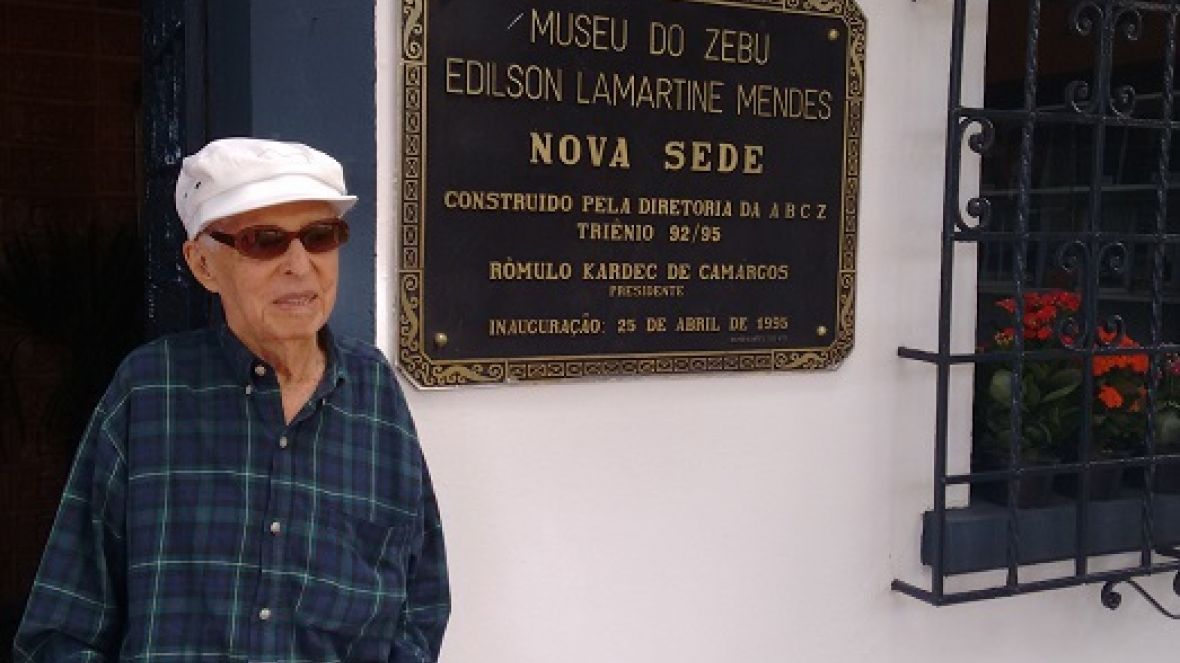 MUSEU DO ZEBU
EDILSON LAMARTINE MENDES
NOVA SEDE
CONSTRUIDO PELA DIRETORIA DA A B C Z
TRIÊNIO 92/95
RÔMULO KARDEC DE CAMARGOS
PRESIDENTE
INAUGURAÇÃO: 25 DE ABRIL DE 1995